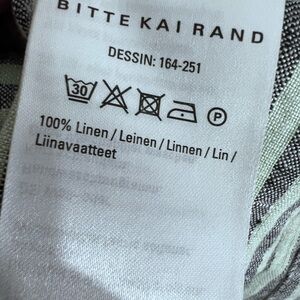 BITTE KAI RAND
DESSIN: 164-251
30 P
100% Linen / Leinen / Linnen / Lin /
Liinavaatteet